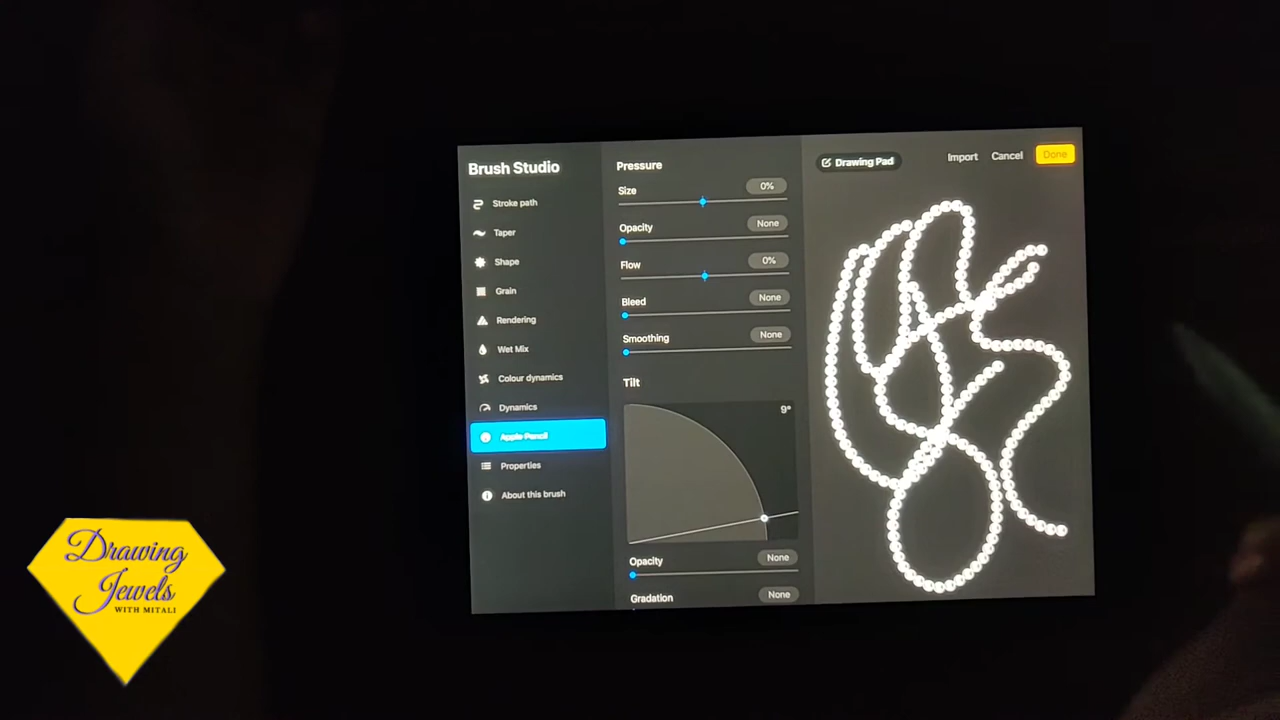 Brush Studio
Stroke path
Taper
Shape
Grain
Rendering
Wet Mix
Colour dynamics
Dynamics
Apple Pencil
Properties
About this brush
Pressure
Size 0%
Opacity None
Flow 0%
Bleed None
Smoothing None
Tilt
9°
Opacity None
Gradation None
Drawing Pad
Import Cancel Done
Drawing
Jewels
WITH MITALI